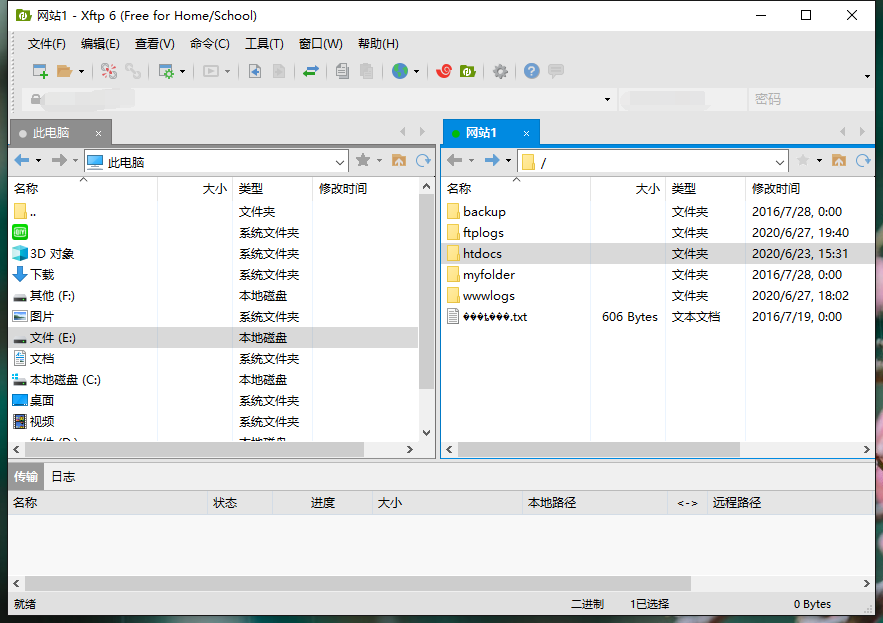 网站1 - Xftp 6 (Free for Home/School)
文件(F) 编辑(E) 查看(V) 命令(C) 工具(T) 窗口(W) 帮助(H)
密码
此电脑 ×
网站1 ×
此电脑
/
名称 大小 类型 修改时间
.. 文件夹
系统文件夹
3D 对象 系统文件夹
下载 系统文件夹
其他 (F:) 本地磁盘
图片 系统文件夹
文件 (E:) 本地磁盘
文档 系统文件夹
本地磁盘 (C:) 本地磁盘
桌面 系统文件夹
视频 系统文件夹
软件 (D:) 本地磁盘
名称 大小 类型 修改时间
backup 文件夹 2016/7/28, 0:00
ftplogs 文件夹 2020/6/27, 19:40
htdocs 文件夹 2020/6/23, 15:31
myfolder 文件夹 2016/7/28, 0:00
wwwlogs 文件夹 2020/6/27, 18:02
���ե���.txt 606 Bytes 文本文档 2016/7/19, 0:00
传输 日志
名称 状态 进度 大小 本地路径 <-> 远程路径
就绪 二进制 1已选择 0 Bytes